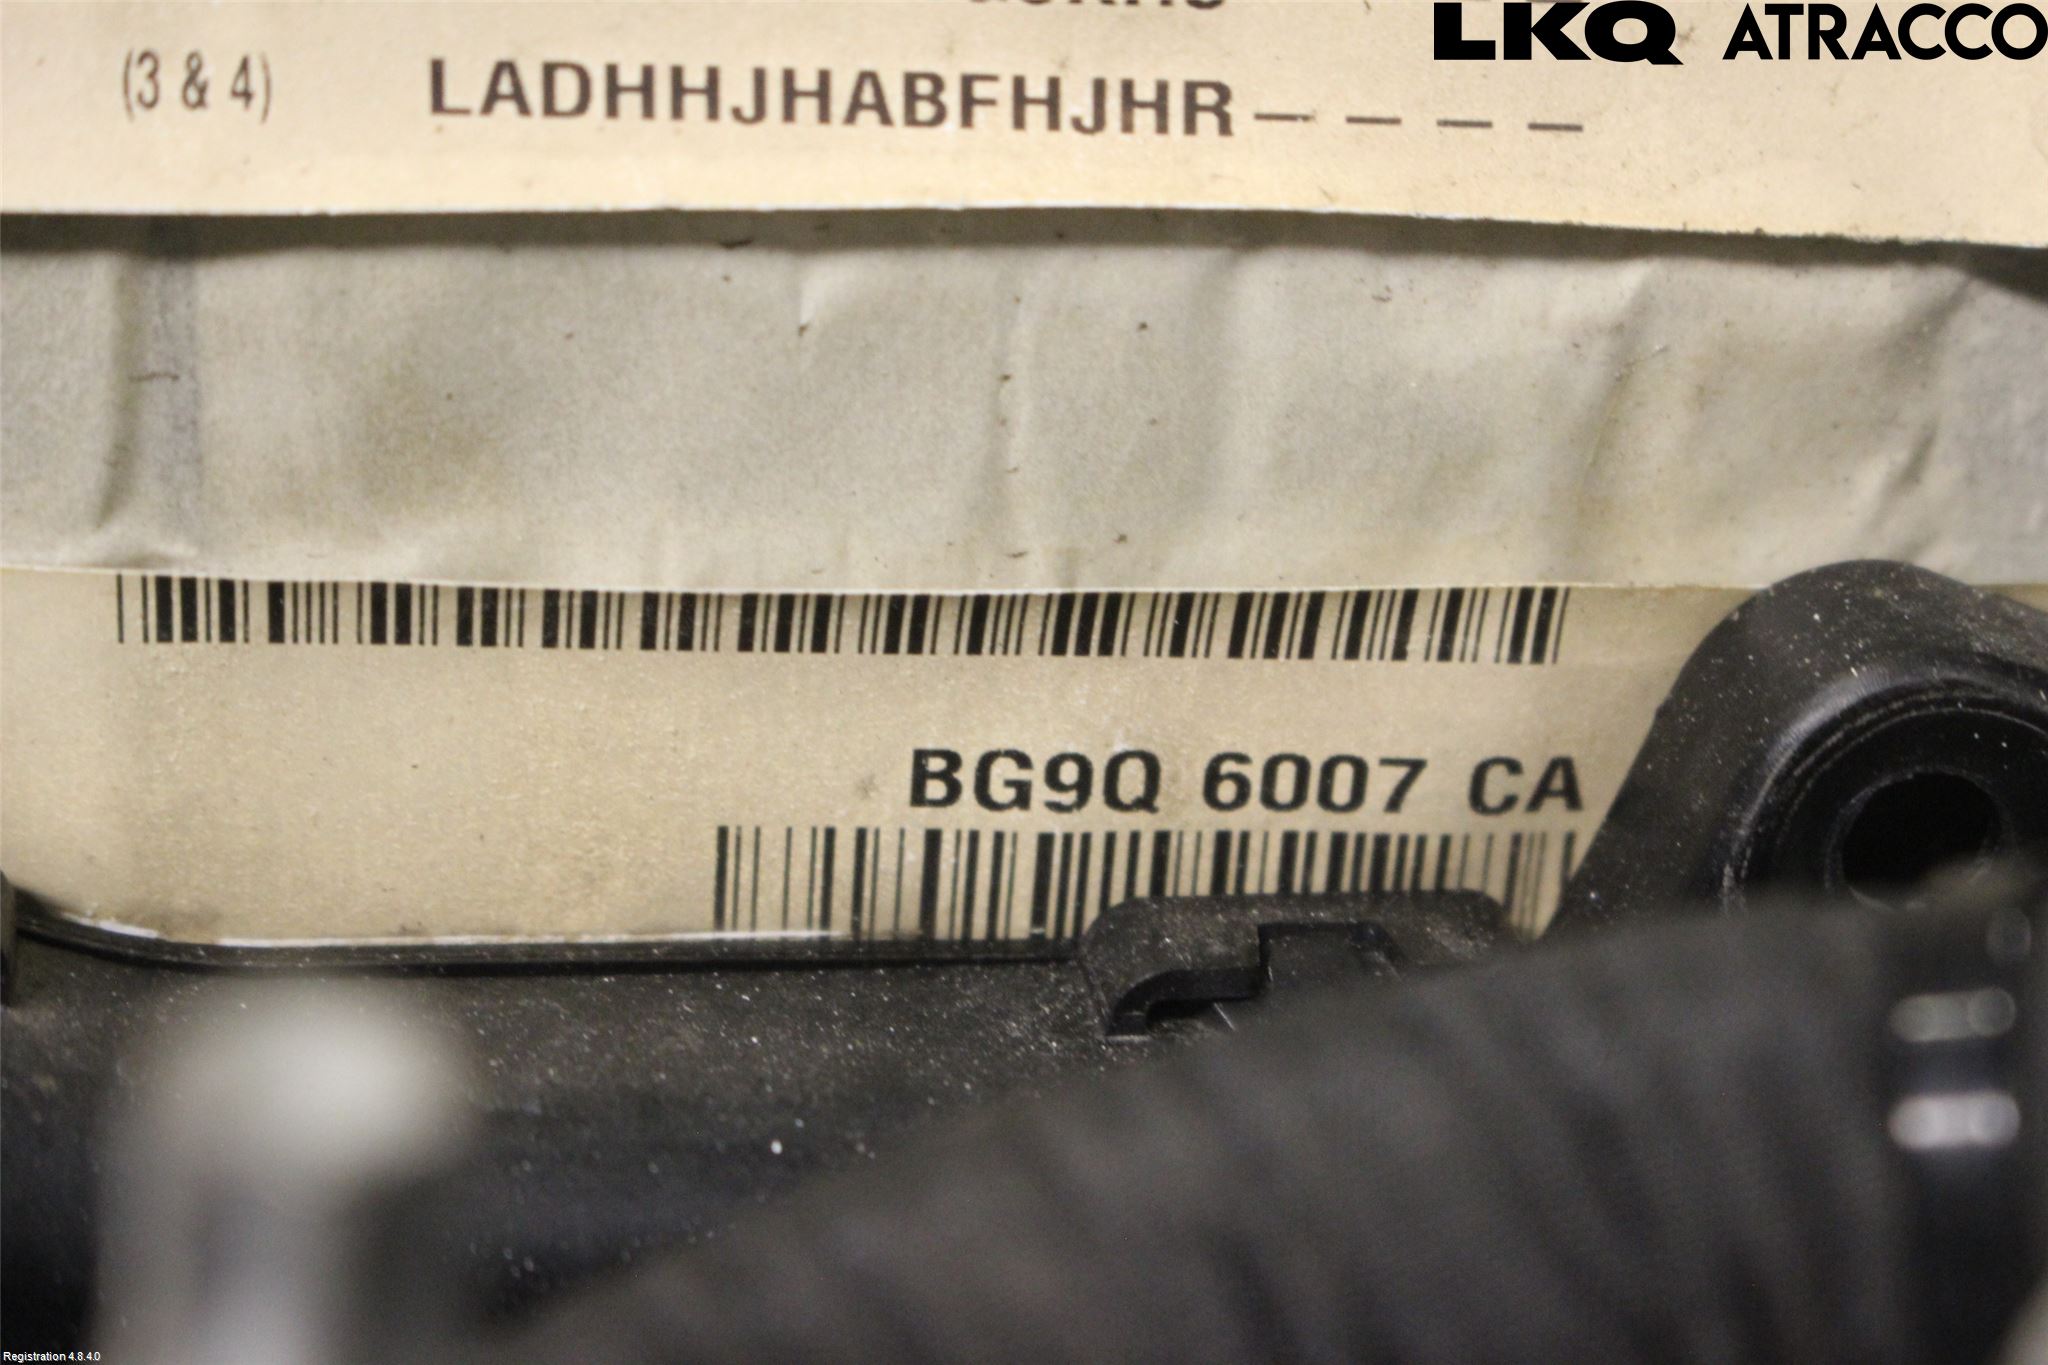 LKQ ATRACCO
(3 & 4) LADHHJHABFHJHR– – – –
BG9Q 6007 CA
Registration 4.8.4.0